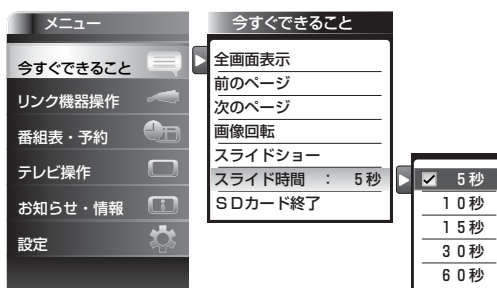 メニュー
今すぐできること
リンク機器操作
番組表・予約
テレビ操作
お知らせ・情報
設定
今すぐできること
全画面表示
前のページ
次のページ
画像回転
スライドショー
スライド時間 : 5秒
SDカード終了
5秒
10秒
15秒
30秒
60秒